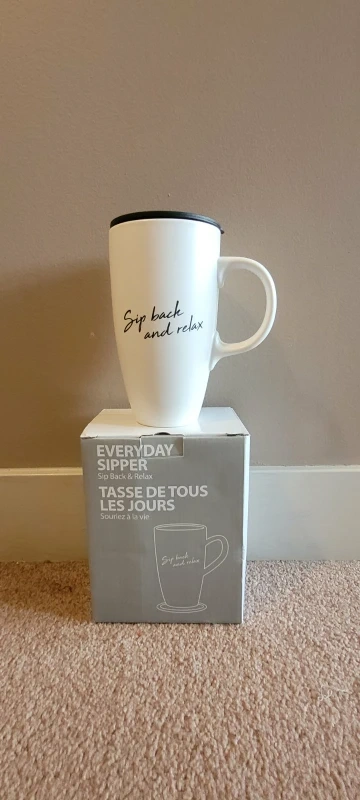 Sip back
and relax
EVERYDAY
SIPPER
Sip Back & Relax
TASSE DE TOUS
LES JOURS
Souriez à la vie
Sip back
and relax